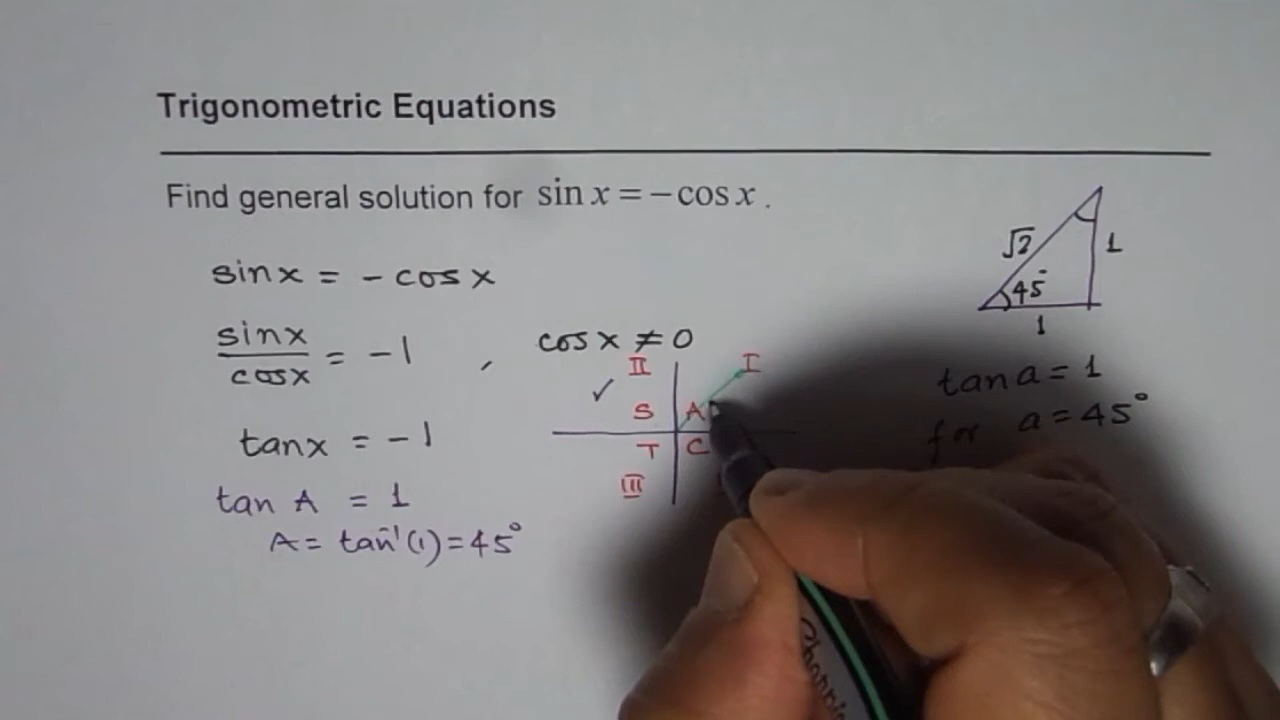 Trigonometric Equations
Find general solution for sin x = − cos x .
sinx = - cosx
sinx/cosx = -1 , cosx ≠ 0
tanx = -1
tan A = 1
A = tan⁻¹(1) = 45°
II I
✓ S A
T C
III
√2 1
45°
1
tan a = 1
for a = 45°